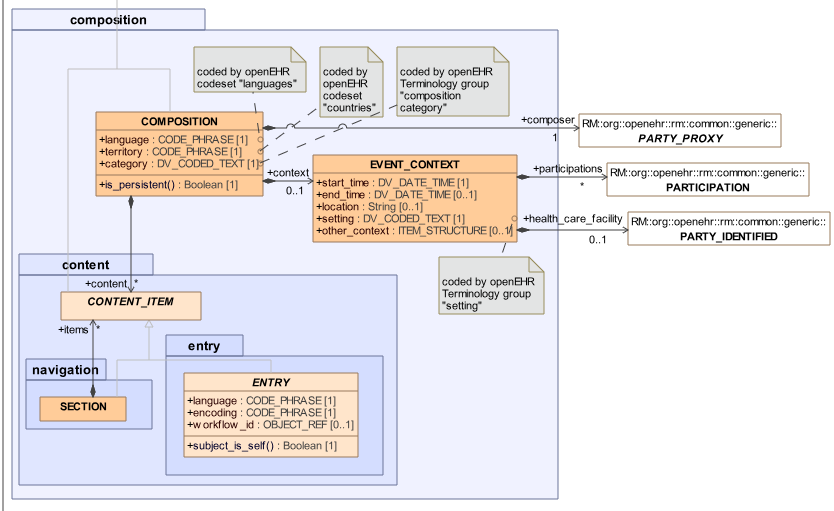 composition
coded by openEHR
codeset "languages"
coded by
openEHR
codeset
"countries"
coded by openEHR
Terminology group
"composition
category"
COMPOSITION
+language : CODE_PHRASE [1]
+territory : CODE_PHRASE [1]
+category : DV_CODED_TEXT [1]
+is_persistent() : Boolean [1]
+composer
1
RM::org::openehr::rm::common::generic::
PARTY_PROXY
+context
0..1
EVENT_CONTEXT
+start_time : DV_DATE_TIME [1]
+end_time : DV_DATE_TIME [0..1]
+location : String [0..1]
+setting : DV_CODED_TEXT [1]
+other_context : ITEM_STRUCTURE [0..1]
+participations
*
RM::org::openehr::rm::common::generic::
PARTICIPATION
+health_care_facility
0..1
RM::org::openehr::rm::common::generic::
PARTY_IDENTIFIED
coded by openEHR
Terminology group
"setting"
content
+content
*
CONTENT_ITEM
+items
*
navigation
SECTION
entry
ENTRY
+language : CODE_PHRASE [1]
+encoding : CODE_PHRASE [1]
+workflow_id : OBJECT_REF [0..1]
+subject_is_self() : Boolean [1]